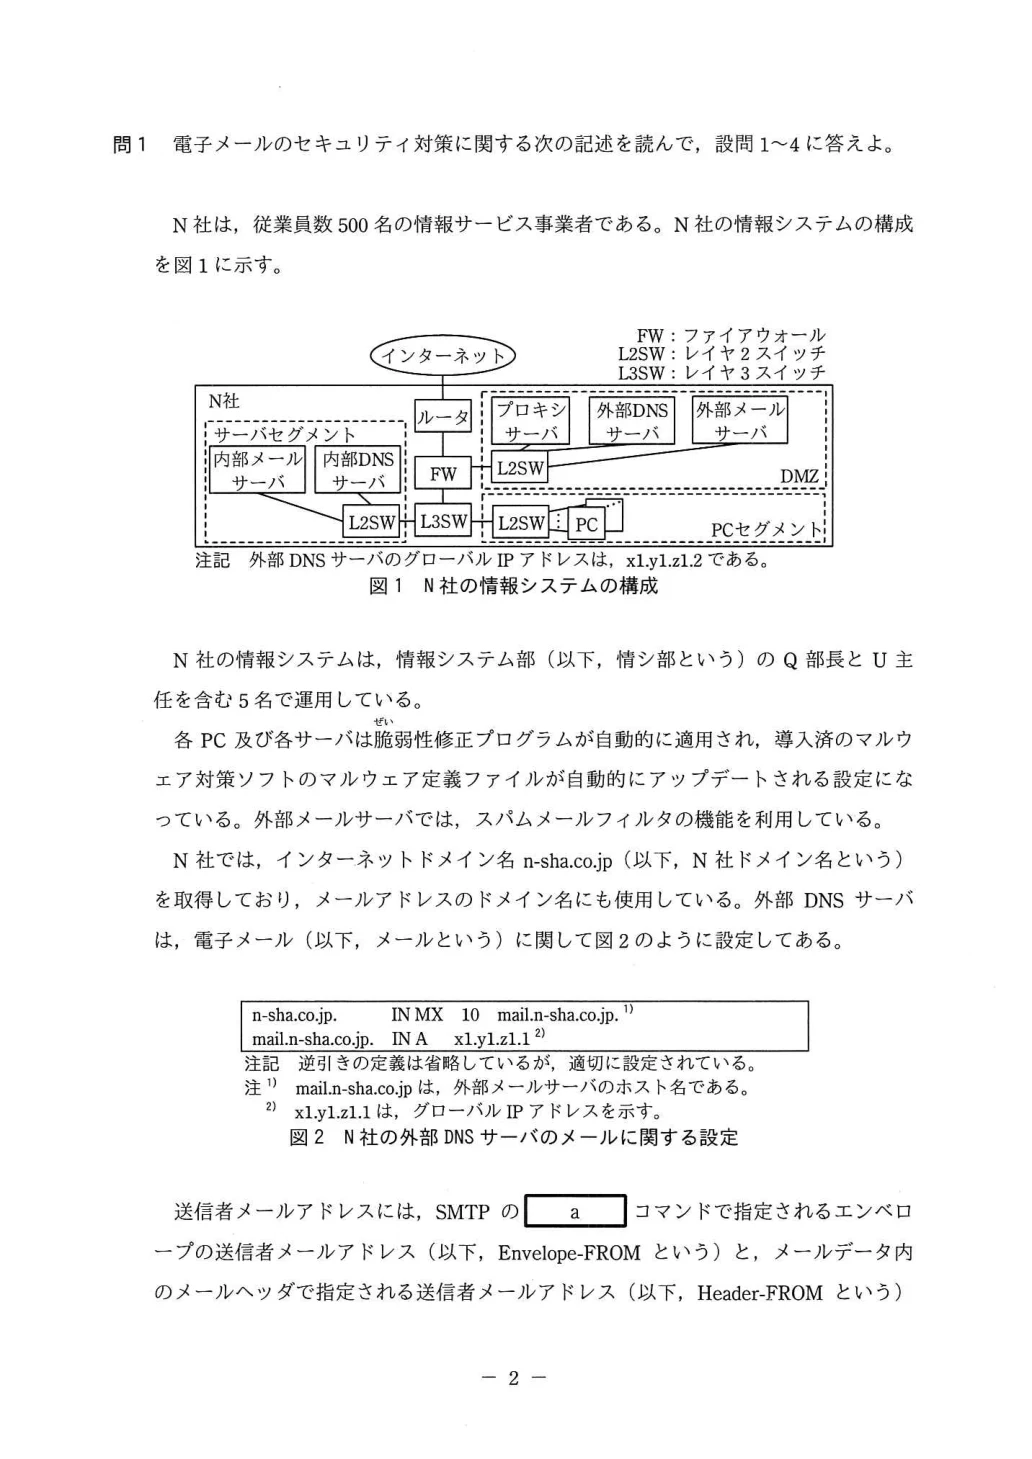 問1 電子メールのセキュリティ対策に関する次の記述を読んで，設問1～4に答えよ。
N社は，従業員数500名の情報サービス事業者である。N社の情報システムの構成
を図1に示す。
FW：ファイアウォール
L2SW：レイヤ2スイッチ
L3SW：レイヤ3スイッチ
インターネット
N社
ルータ
プロキシ
サーバ
外部DNS
サーバ
外部メール
サーバ
サーバセグメント
内部メール
サーバ
内部DNS
サーバ
FW
L2SW
DMZ
L2SW
L3SW
L2SW
PC
PCセグメント
注記 外部DNSサーバのグローバルIPアドレスは，x1.y1.z1.2である。
図1 N社の情報システムの構成
N社の情報システムは，情報システム部（以下，情シ部という）のQ部長とU主
任を含む5名で運用している。
ぜい
各PC及び各サーバは脆弱性修正プログラムが自動的に適用され，導入済のマルウ
ェア対策ソフトのマルウェア定義ファイルが自動的にアップデートされる設定にな
っている。外部メールサーバでは，スパムメールフィルタの機能を利用している。
N社では，インターネットドメイン名n-sha.co.jp（以下，N社ドメイン名という）
を取得しており，メールアドレスのドメイン名にも使用している。外部DNSサーバ
は，電子メール（以下，メールという）に関して図2のように設定してある。
n-sha.co.jp. IN MX 10 mail.n-sha.co.jp. 1)
mail.n-sha.co.jp. IN A x1.y1.z1.1 2)
注記 逆引きの定義は省略しているが，適切に設定されている。
注 1) mail.n-sha.co.jpは，外部メールサーバのホスト名である。
2) x1.y1.z1.1は，グローバルIPアドレスを示す。
図2 N社の外部DNSサーバのメールに関する設定
送信者メールアドレスには，SMTPの a コマンドで指定されるエンベロ
ープの送信者メールアドレス（以下，Envelope-FROMという）と，メールデータ内
のメールヘッダで指定される送信者メールアドレス（以下，Header-FROMという）
－ 2 －